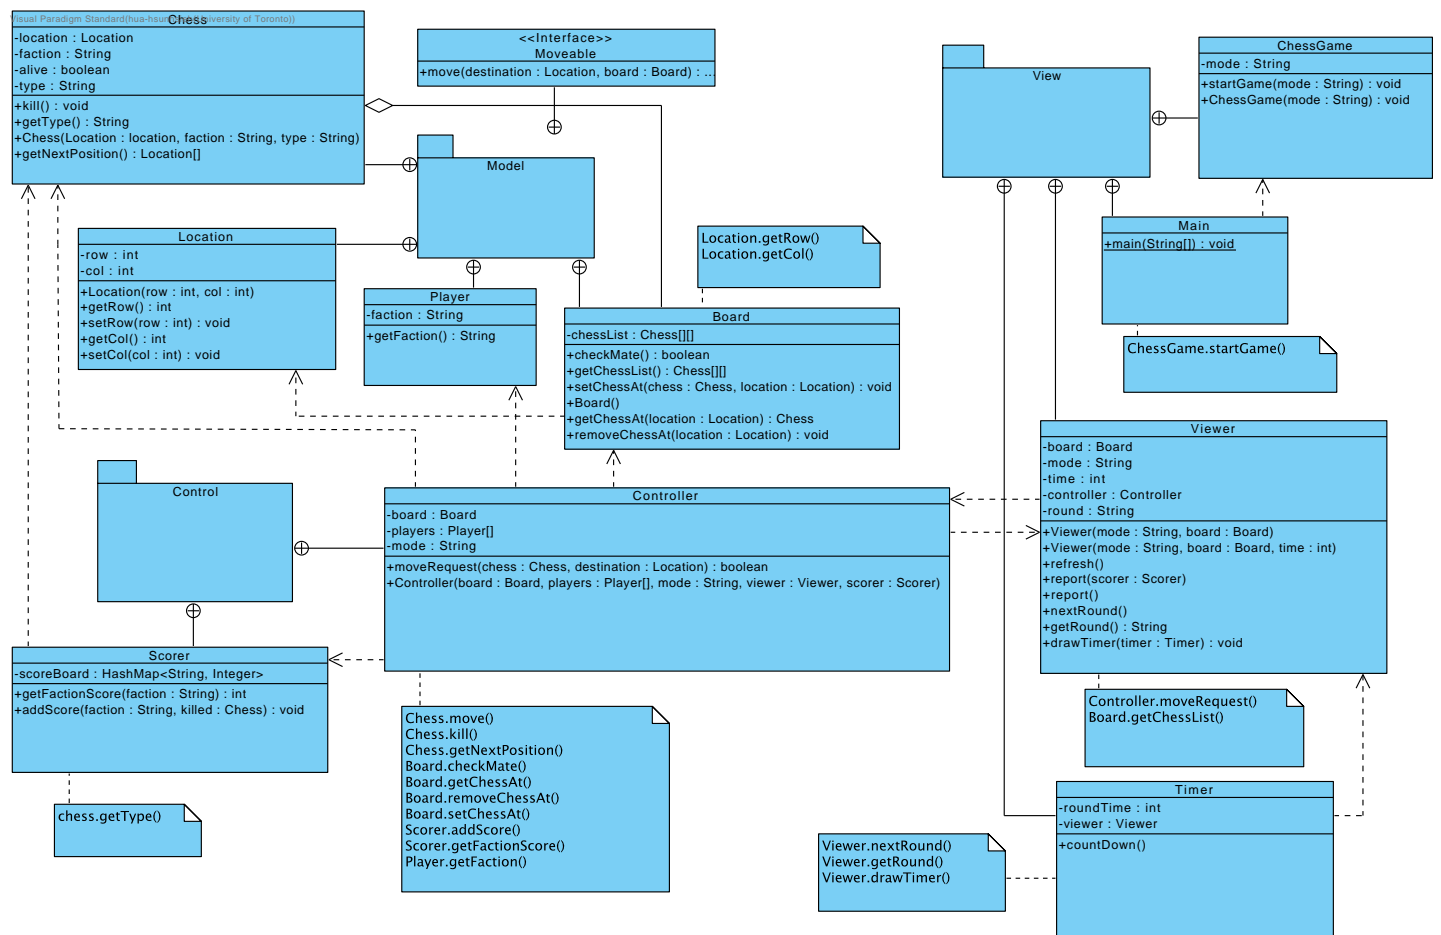 Visual Paradigm Standard(hua-hsun University of Toronto))
Chess
-location : Location
-faction : String
-alive : boolean
-type : String
+kill() : void
+getType() : String
+Chess(Location : location, faction : String, type : String)
+getNextPosition() : Location[]
<<Interface>>
Moveable
+move(destination : Location, board : Board) : ...
Model
View
ChessGame
-mode : String
+startGame(mode : String) : void
+ChessGame(mode : String) : void
Main
+main(String[]) : void
ChessGame.startGame()
Location
-row : int
-col : int
+Location(row : int, col : int)
+getRow() : int
+setRow(row : int) : void
+getCol() : int
+setCol(col : int) : void
Player
-faction : String
+getFaction() : String
Location.getRow()
Location.getCol()
Board
-chessList : Chess[][]
+checkMate() : boolean
+getChessList() : Chess[][]
+setChessAt(chess : Chess, location : Location) : void
+Board()
+getChessAt(location : Location) : Chess
+removeChessAt(location : Location) : void
Viewer
-board : Board
-mode : String
-time : int
-controller : Controller
-round : String
+Viewer(mode : String, board : Board)
+Viewer(mode : String, board : Board, time : int)
+refresh()
+report(scorer : Scorer)
+report()
+nextRound()
+getRound() : String
+drawTimer(timer : Timer) : void
Control
Controller
-board : Board
-players : Player[]
-mode : String
+moveRequest(chess : Chess, destination : Location) : boolean
+Controller(board : Board, players : Player[], mode : String, viewer : Viewer, scorer : Scorer)
Scorer
-scoreBoard : HashMap<String, Integer>
+getFactionScore(faction : String) : int
+addScore(faction : String, killed : Chess) : void
chess.getType()
Chess.move()
Chess.kill()
Chess.getNextPosition()
Board.checkMate()
Board.getChessAt()
Board.removeChessAt()
Board.setChessAt()
Scorer.addScore()
Scorer.getFactionScore()
Player.getFaction()
Controller.moveRequest()
Board.getChessList()
Timer
-roundTime : int
-viewer : Viewer
+countDown()
Viewer.nextRound()
Viewer.getRound()
Viewer.drawTimer()